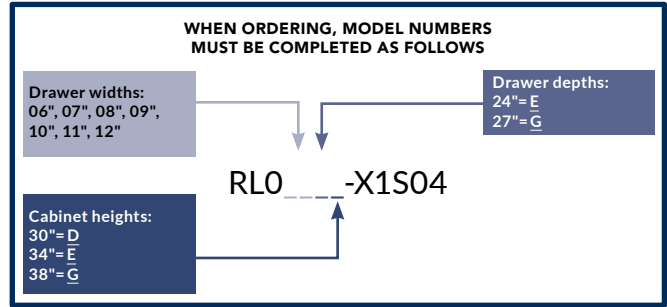 WHEN ORDERING, MODEL NUMBERS
MUST BE COMPLETED AS FOLLOWS
Drawer widths:
06", 07", 08", 09",
10", 11", 12"
Drawer depths:
24"= E
27"= G
RL0____-X1S04
Cabinet heights:
30"= D
34"= E
38"= G